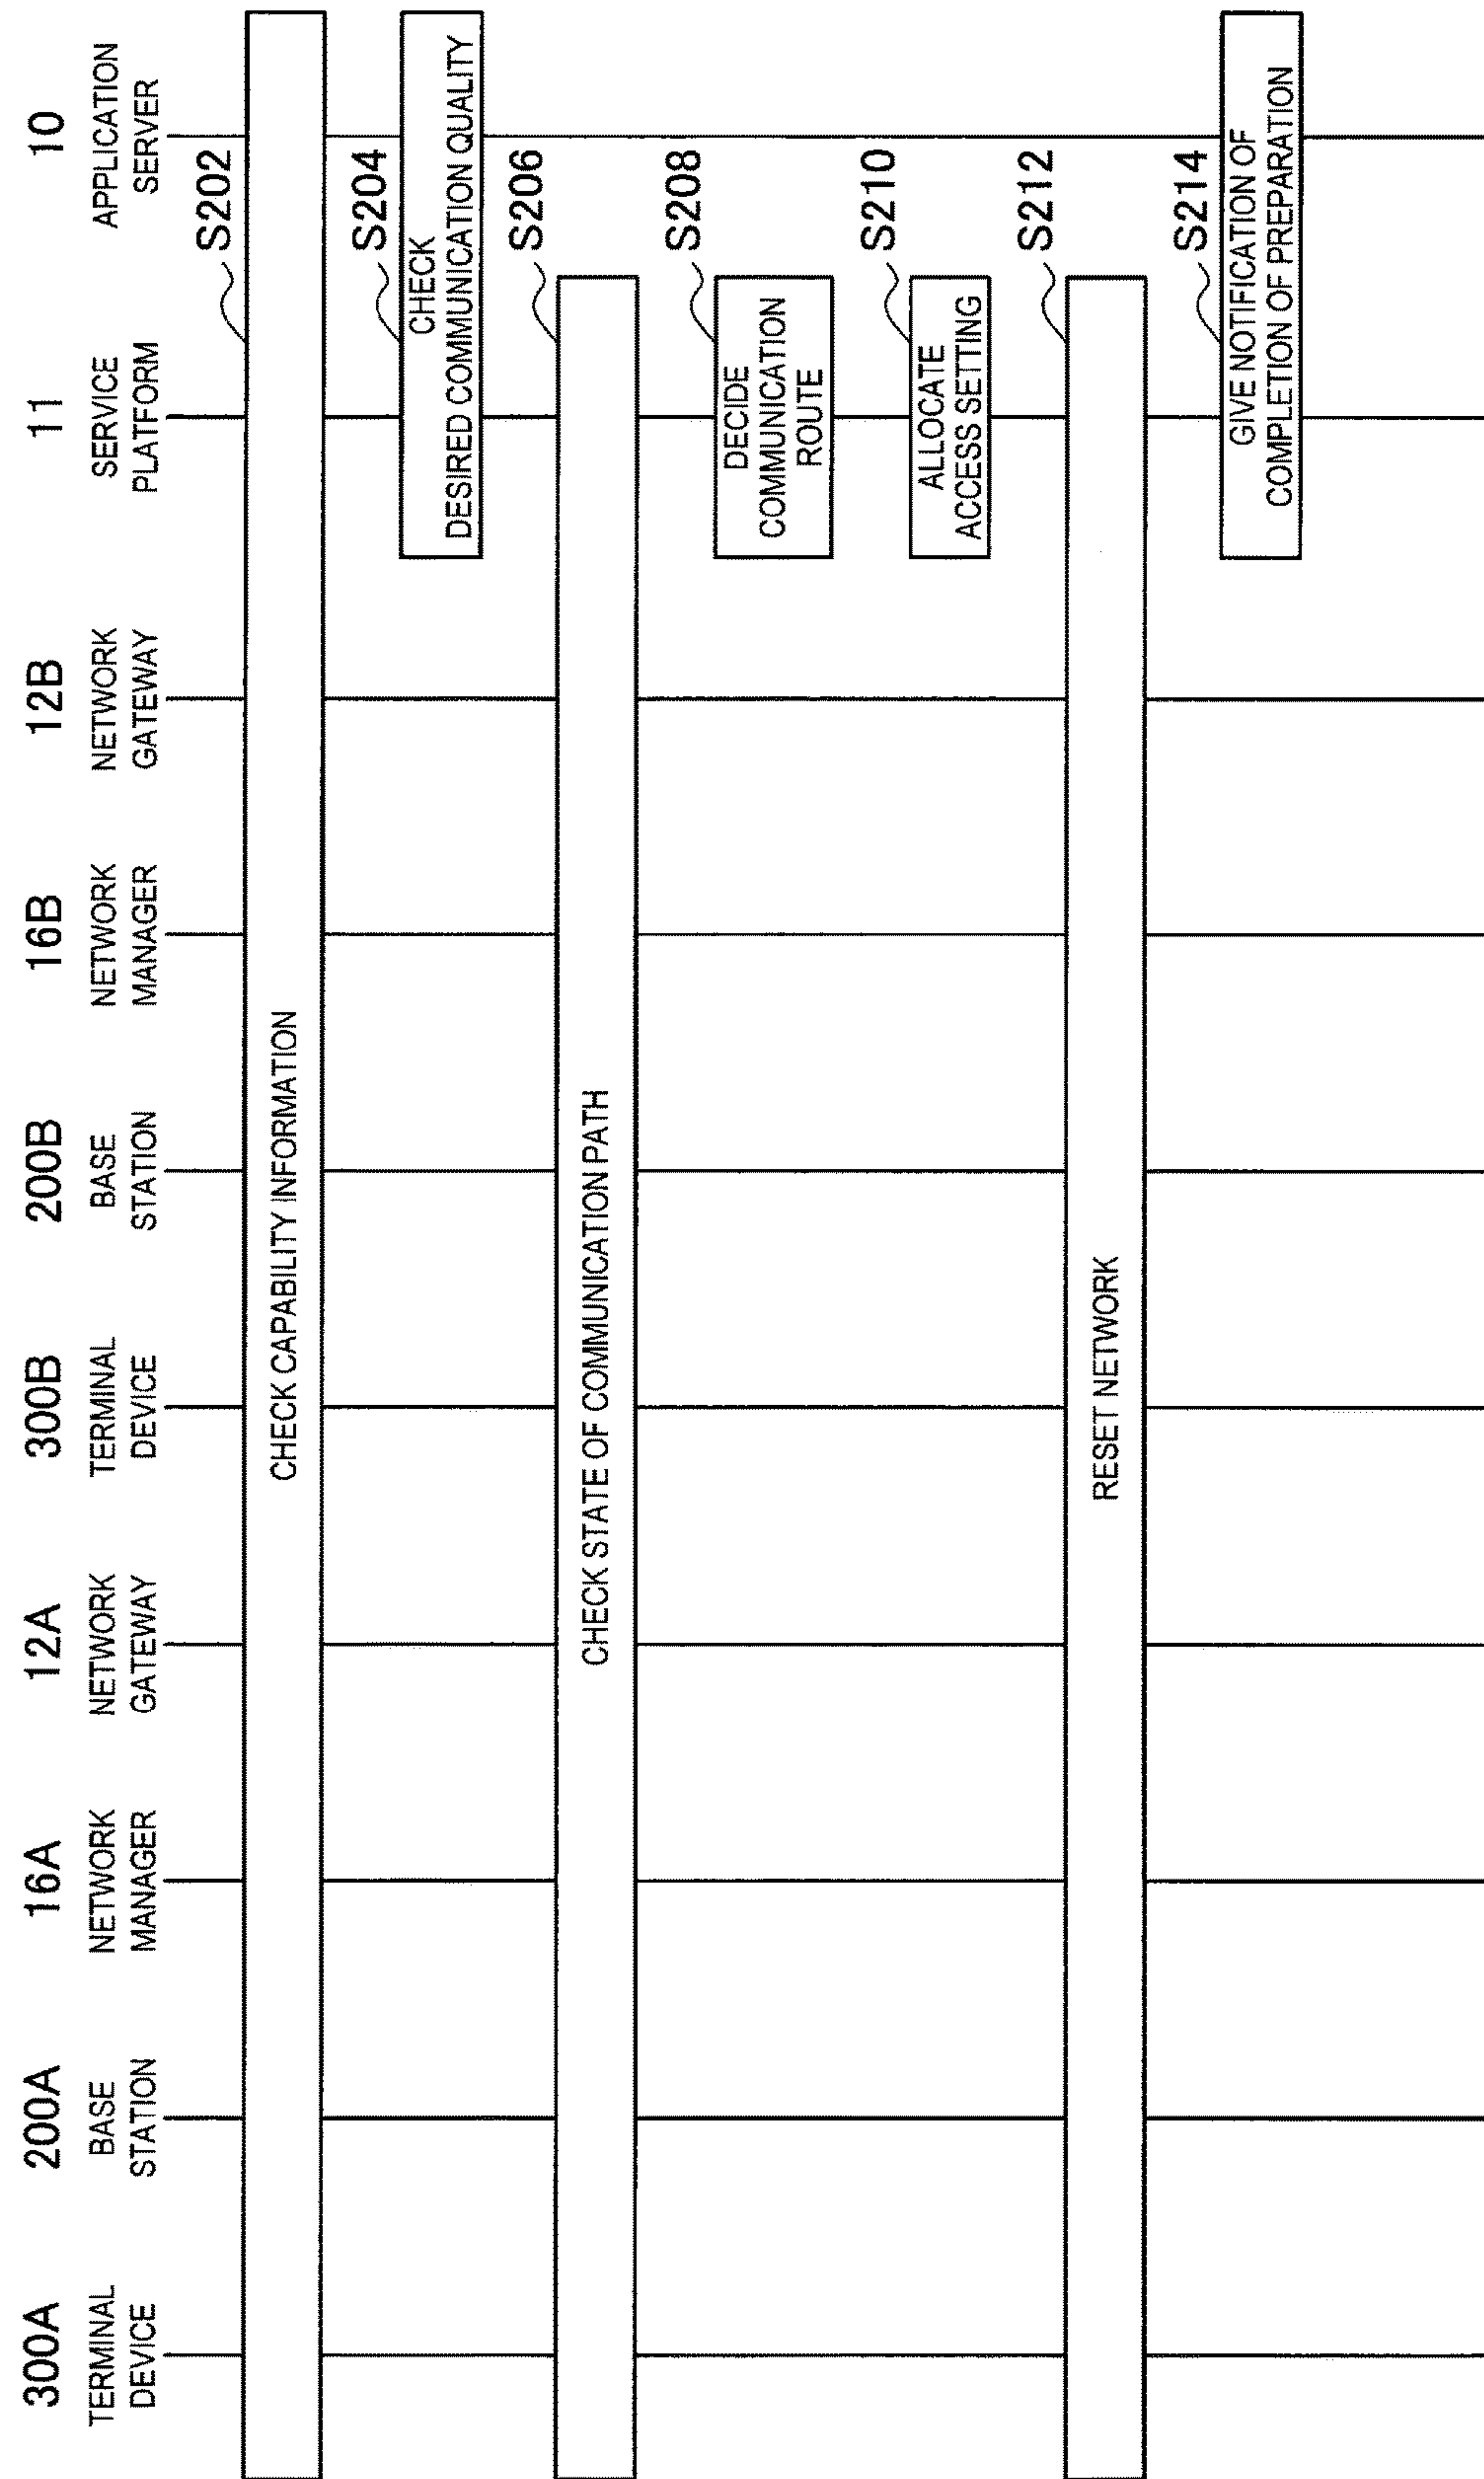 300A
TERMINAL
DEVICE
200A
BASE
STATION
16A
NETWORK
MANAGER
12A
NETWORK
GATEWAY
300B
TERMINAL
DEVICE
200B
BASE
STATION
16B
NETWORK
MANAGER
12B
NETWORK
GATEWAY
11
SERVICE
PLATFORM
10
APPLICATION
SERVER
S202
CHECK CAPABILITY INFORMATION
S204
CHECK
DESIRED COMMUNICATION QUALITY
S206
CHECK STATE OF COMMUNICATION PATH
S208
DECIDE
COMMUNICATION
ROUTE
S210
ALLOCATE
ACCESS SETTING
S212
RESET NETWORK
S214
GIVE NOTIFICATION OF
COMPLETION OF PREPARATION